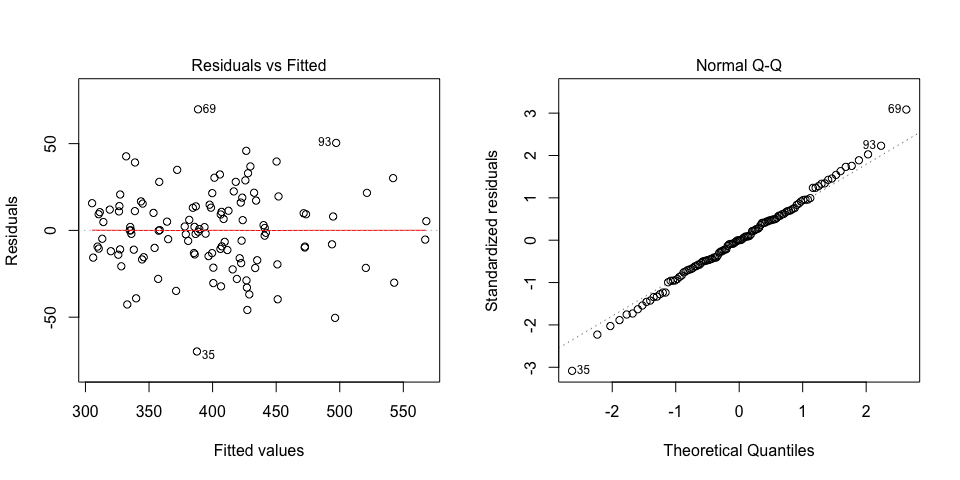 Residuals vs Fitted
Residuals
50
0
-50
69
93
35
300 350 400 450 500 550
Fitted values
Normal Q-Q
Standardized residuals
3
2
1
0
-1
-2
-3
69
93
35
-2 -1 0 1 2
Theoretical Quantiles